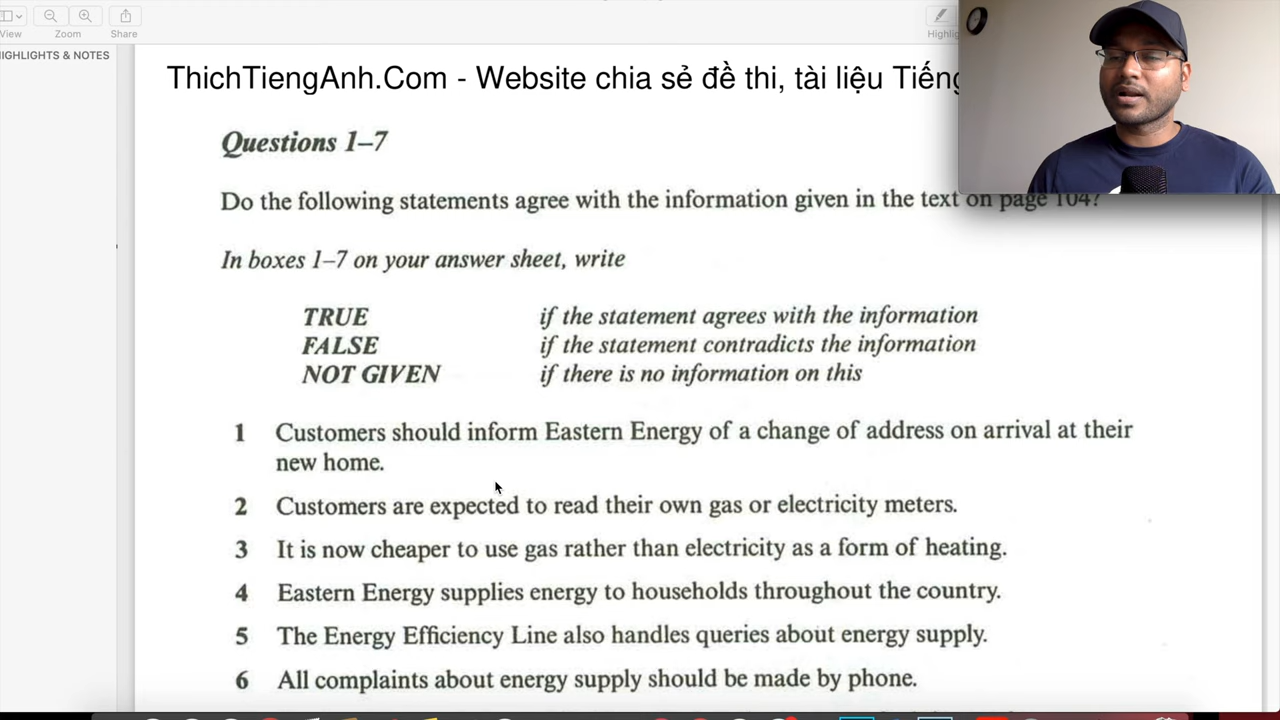 View
Zoom
Share
HIGHLIGHTS & NOTES
ThichTiengAnh.Com - Website chia sẻ đề thi, tài liệu Tiếng
Questions 1–7
Do the following statements agree with the information given in the text on page 104?
In boxes 1–7 on your answer sheet, write
TRUE if the statement agrees with the information
FALSE if the statement contradicts the information
NOT GIVEN if there is no information on this
1 Customers should inform Eastern Energy of a change of address on arrival at their
new home.
2 Customers are expected to read their own gas or electricity meters.
3 It is now cheaper to use gas rather than electricity as a form of heating.
4 Eastern Energy supplies energy to households throughout the country.
5 The Energy Efficiency Line also handles queries about energy supply.
6 All complaints about energy supply should be made by phone.